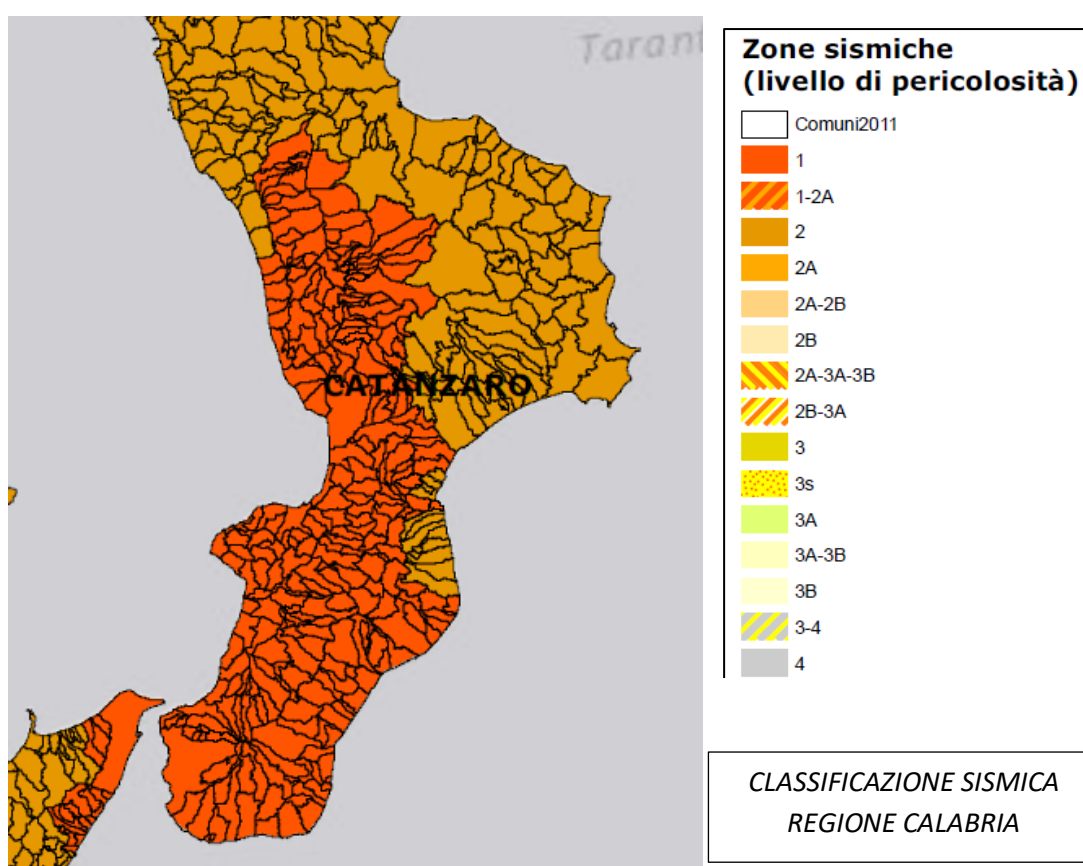 Tarant
CATANZARO
Zone sismiche
(livello di pericolosità)
Comuni2011
1
1-2A
2
2A
2A-2B
2B
2A-3A-3B
2B-3A
3
3s
3A
3A-3B
3B
3-4
4
CLASSIFICAZIONE SISMICA
REGIONE CALABRIA